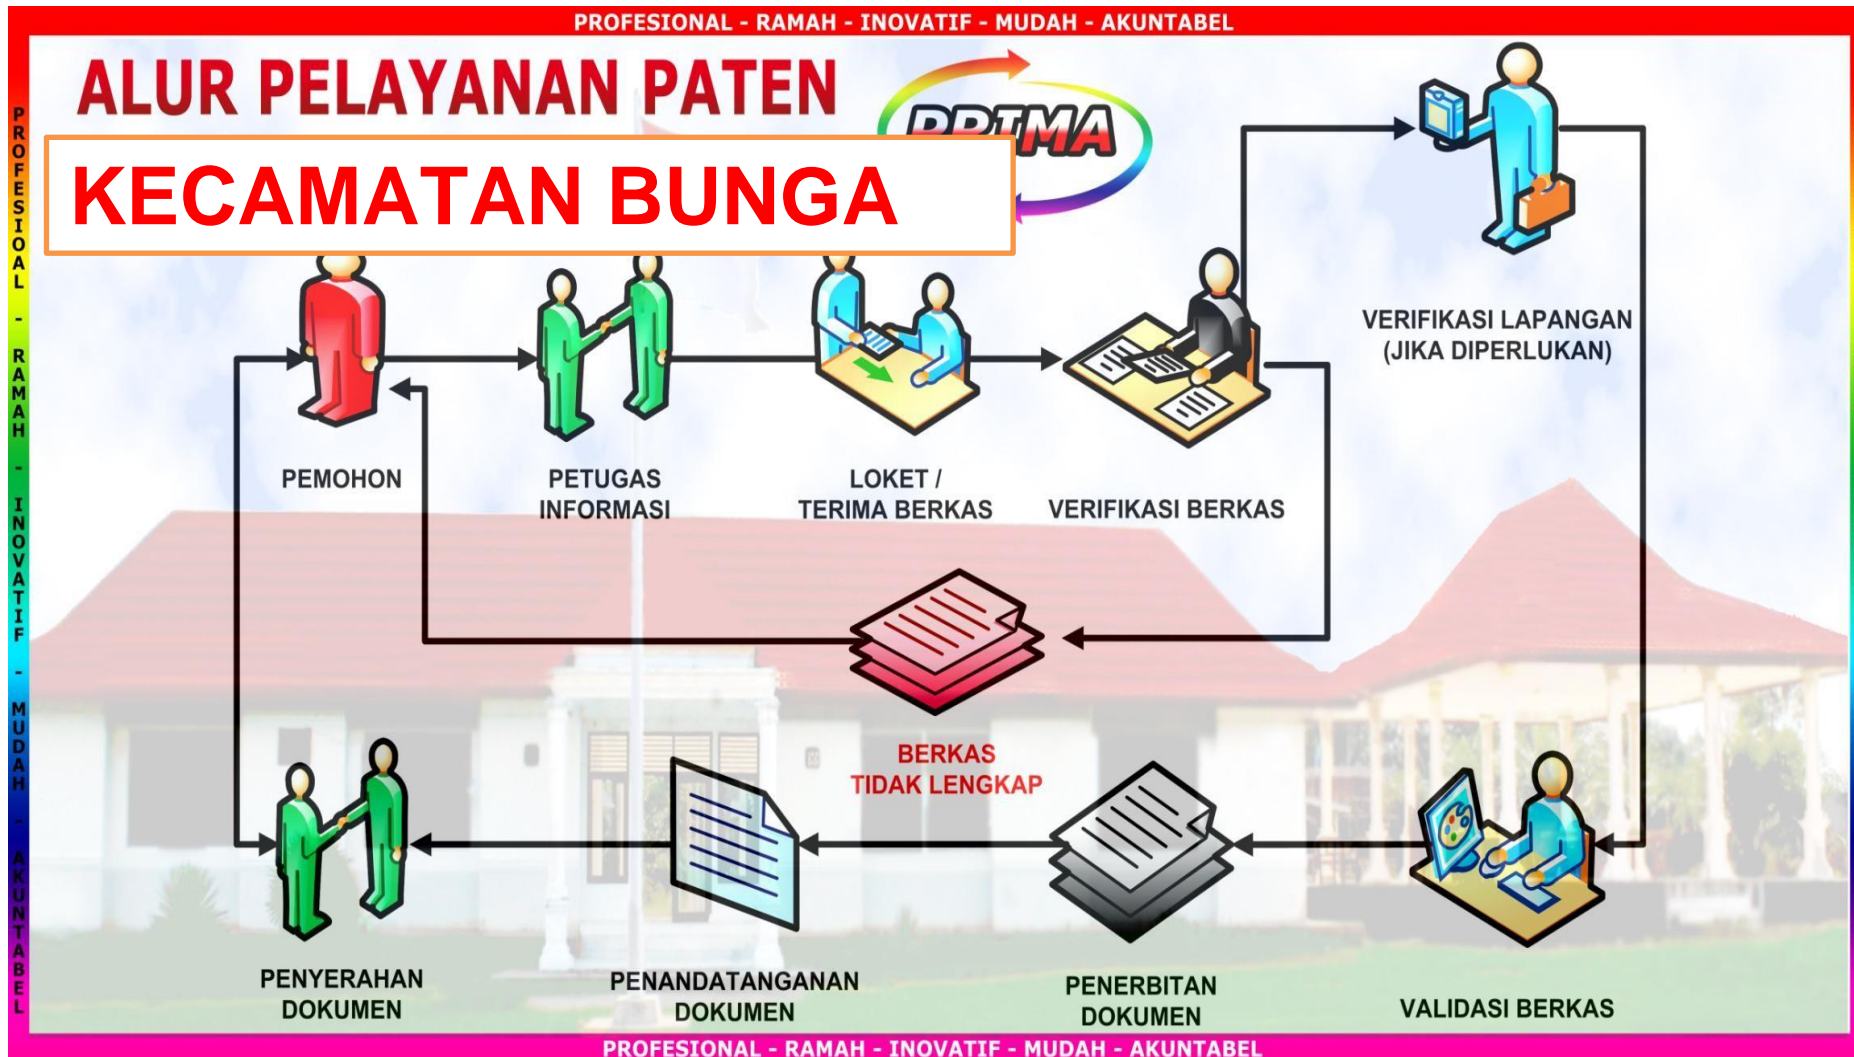 PROFESIONAL - RAMAH - INOVATIF - MUDAH - AKUNTABEL
ALUR PELAYANAN PATEN
PRIMA
KECAMATAN BUNGA
PROFESIOAL - RAMAH - INOVATIF - MUDAH - AKUNTABEL
VERIFIKASI LAPANGAN
(JIKA DIPERLUKAN)
PEMOHON
PETUGAS
INFORMASI
LOKET /
TERIMA BERKAS
VERIFIKASI BERKAS
BERKAS
TIDAK LENGKAP
PENYERAHAN
DOKUMEN
PENANDATANGANAN
DOKUMEN
PENERBITAN
DOKUMEN
VALIDASI BERKAS
PROFESIONAL - RAMAH - INOVATIF - MUDAH - AKUNTABEL